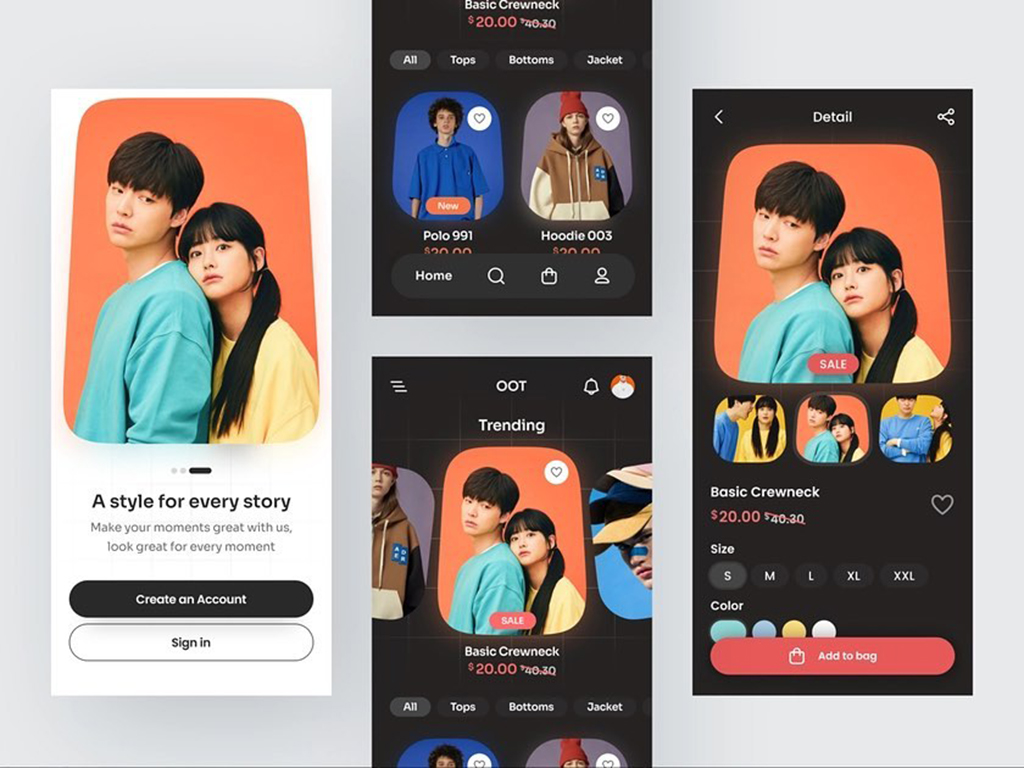 A style for every story
Make your moments great with us,
look great for every moment
Create an Account
Sign in
Basic Crewneck
$20.00 $40.30
All Tops Bottoms Jacket
New
Polo 991 Hoodie 003
$20.00 $20.00
Home
OOT
Trending
SALE
Basic Crewneck
$20.00 $40.30
All Tops Bottoms Jacket
Detail
SALE
Basic Crewneck
$20.00 $40.30
Size
S M L XL XXL
Color
Add to bag